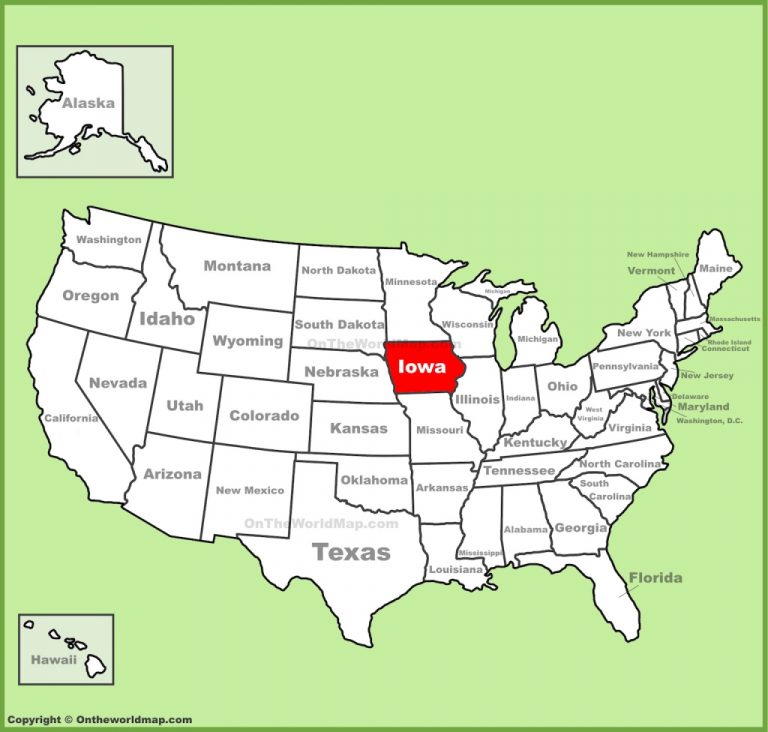 Alaska
Washington
Montana
North Dakota
Minnesota
Michigan
New Hampshire
Vermont
Maine
Oregon
Idaho
Wyoming
South Dakota
OnTheWorldMap.com
Wisconsin
Michigan
New York
Massachusetts
Rhode Island
Connecticut
Nevada
Utah
Colorado
Nebraska
Iowa
Illinois
Indiana
Ohio
Pennsylvania
New Jersey
Delaware
Maryland
Washington, D.C.
California
Kansas
Missouri
Kentucky
West
Virginia
Virginia
Arizona
New Mexico
Oklahoma
Arkansas
Tennessee
North Carolina
South
Carolina
OnTheWorldMap.com
Texas
Louisiana
Mississippi
Alabama
Georgia
Florida
Hawaii
Copyright © Ontheworldmap.com